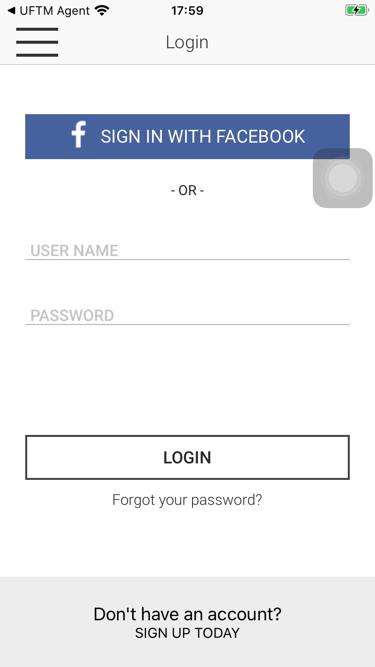 ◀ UFTM Agent 17:59
Login
f SIGN IN WITH FACEBOOK
- OR -
USER NAME
PASSWORD
LOGIN
Forgot your password?
Don't have an account?
SIGN UP TODAY